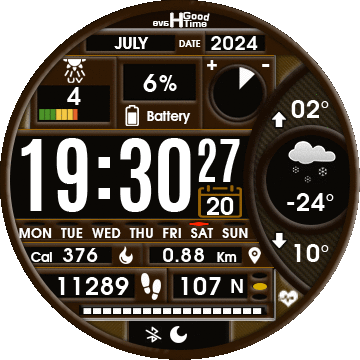 Have Good Time
JULY DATE 2024
+ -
UV
4
6%
Battery
02°
19:30 27
20
-24°
MON TUE WED THU FRI SAT SUN
Cal 376 0.88 Km
10°
11289 107 N